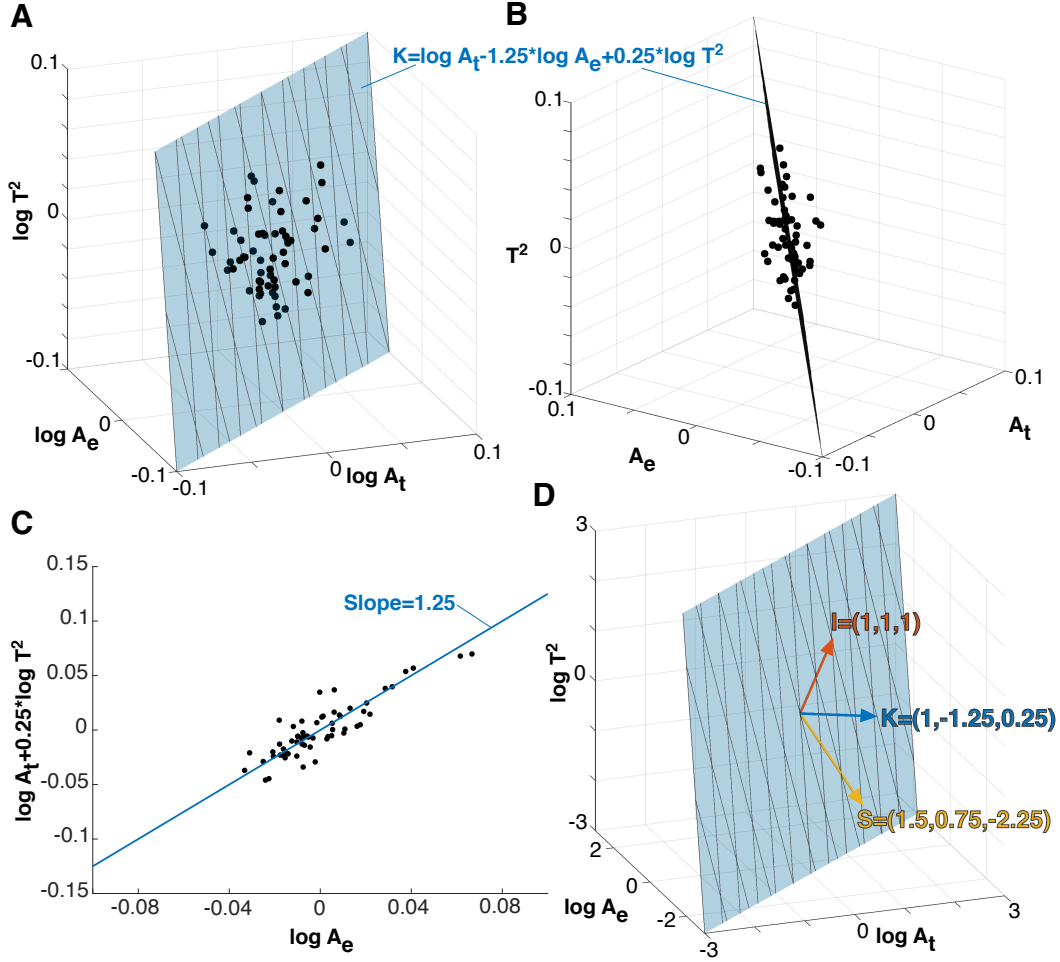 A
B
K=log At-1.25*log Ae+0.25*log T²
0.1
0
-0.1
log T²
0
-0.1
log Ae
-0.1
0
0.1
log At
0.1
0
-0.1
T²
0.1
0
-0.1
Ae
-0.1
0
0.1
At
C
D
0.15
0.1
0.05
0
-0.05
-0.1
-0.15
log At+0.25*log T²
Slope=1.25
-0.08
-0.04
0
0.04
0.08
log Ae
3
0
-3
log T²
I=(1,1,1)
K=(1,-1.25,0.25)
S=(1.5,0.75,-2.25)
2
0
-2
log Ae
-3
0
3
log At